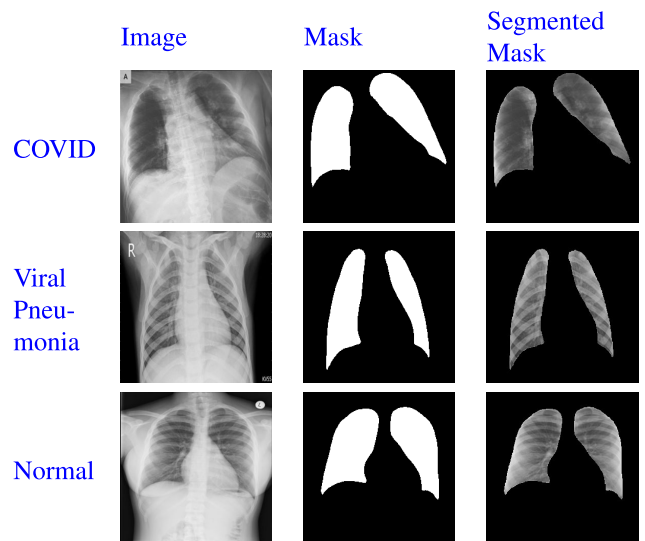 Image
Mask
Segmented
Mask
COVID
A
Viral
Pneu-
monia
R
Normal